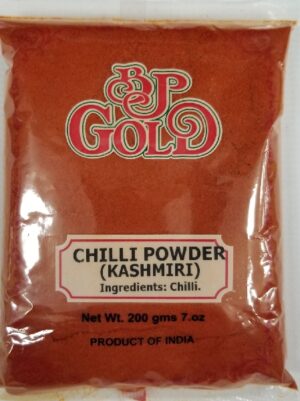 BJP
GOLD
CHILLI POWDER
(KASHMIRI)
Ingredients: Chilli.
Net Wt. 200 gms 7.oz
PRODUCT OF INDIA